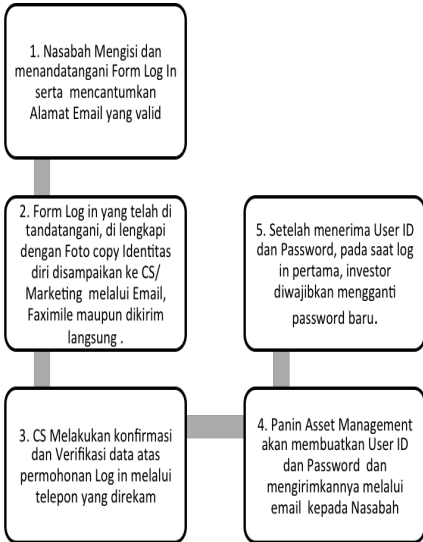 1. Nasabah Mengisi dan
menandatangani Form Log In
serta mencantumkan
Alamat Email yang valid
2. Form Log in yang telah di
tandatangani, di lengkapi
dengan Foto copy Identitas
diri disampaikan ke CS/
Marketing melalui Email,
Faximile maupun dikirim
langsung .
3. CS Melakukan konfirmasi
dan Verifikasi data atas
permohonan Log in melalui
telepon yang direkam
4. Panin Asset Management
akan membuatkan User ID
dan Password dan
mengirimkannya melalui
email kepada Nasabah
5. Setelah menerima User ID
dan Password, pada saat log
in pertama, investor
diwajibkan mengganti
password baru.